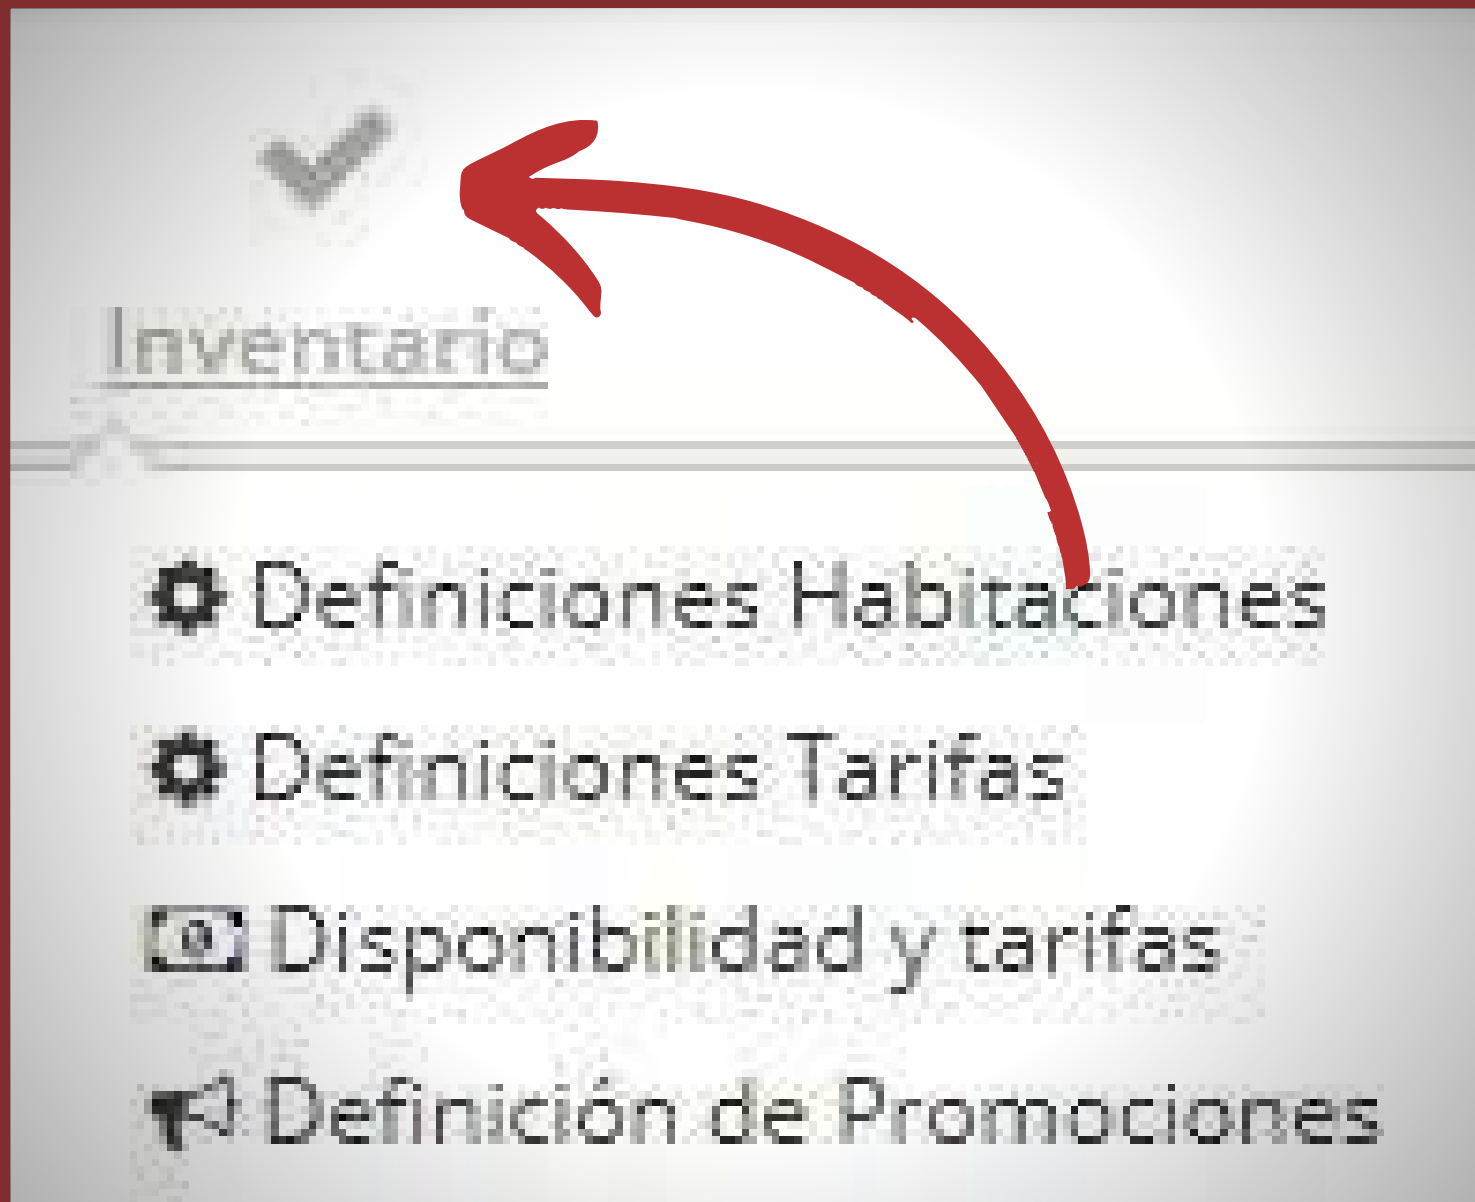 Inventario
Definiciones Habitaciones
Definiciones Tarifas
Disponibilidad y tarifas
Definición de Promociones